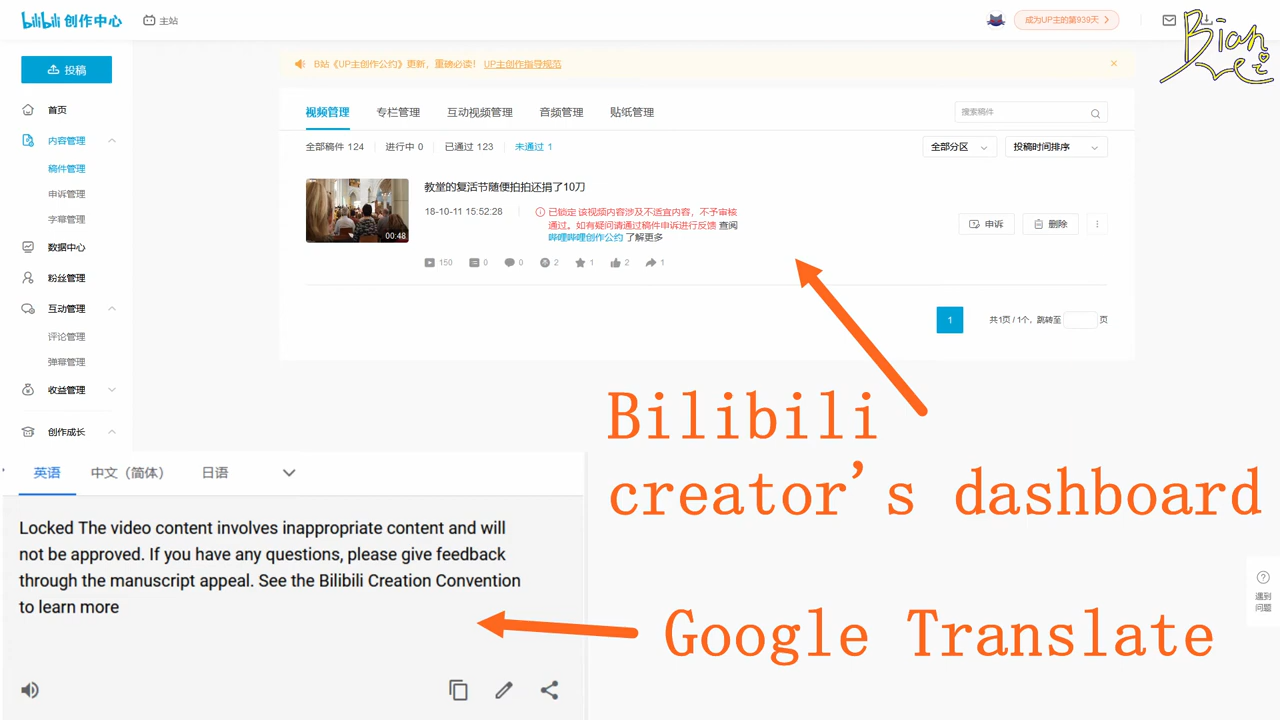 bilibili 创作中心
主站
成为UP主的第939天
Bian
投稿
B站《UP主创作公约》更新，重磅必读！ UP主创作指导规范
首页
内容管理
稿件管理
申诉管理
字幕管理
数据中心
粉丝管理
互动管理
评论管理
弹幕管理
收益管理
创作成长
视频管理 专栏管理 互动视频管理 音频管理 贴纸管理
搜索稿件
全部稿件 124 进行中 0 已通过 123 未通过 1
全部分区 投稿时间排序
教堂的复活节随便拍拍还捐了10刀
18-10-11 15:52:28
已锁定 该视频内容涉及不适宜内容，不予审核
通过。如有疑问请通过稿件申诉进行反馈 查阅
哔哩哔哩创作公约 了解更多
00:48
申诉 删除
150 0 0 2 1 2 1
1 共1页 / 1个，跳转至 页
Bilibili
creator's dashboard
英语 中文（简体） 日语
Locked The video content involves inappropriate content and will
not be approved. If you have any questions, please give feedback
through the manuscript appeal. See the Bilibili Creation Convention
to learn more
Google Translate
遇到
问题